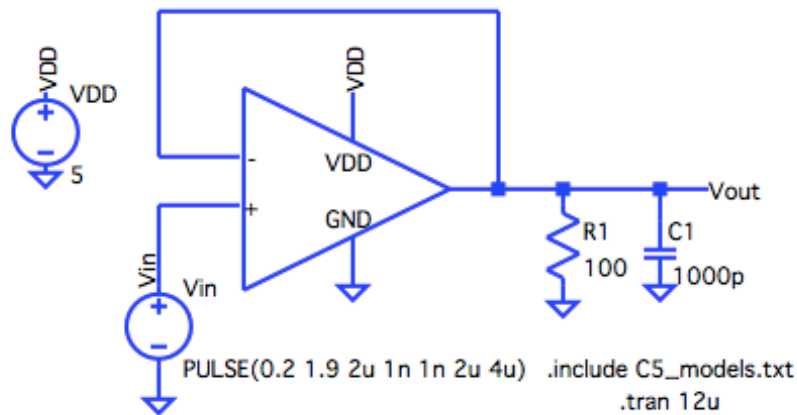 VDD
VDD
5
VDD
-
VDD
+
GND
Vout
R1
100
C1
1000p
Vin
Vin
PULSE(0.2 1.9 2u 1n 1n 2u 4u)
.include C5_models.txt
.tran 12u